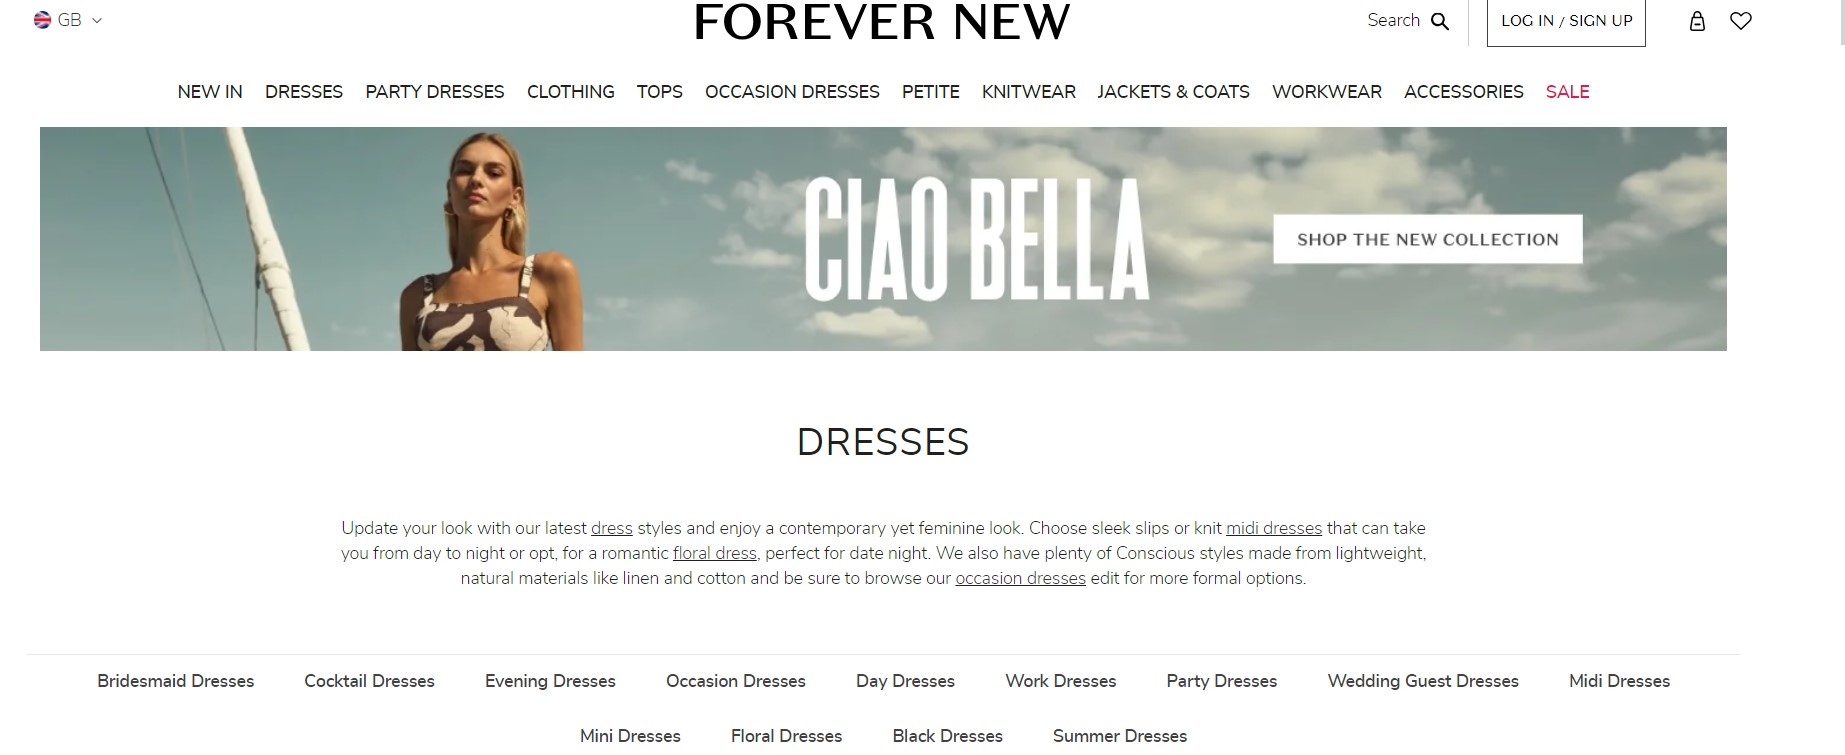 GB
FOREVER NEW
Search
LOG IN / SIGN UP
NEW IN DRESSES PARTY DRESSES CLOTHING TOPS OCCASION DRESSES PETITE KNITWEAR JACKETS & COATS WORKWEAR ACCESSORIES SALE
CIAO BELLA
SHOP THE NEW COLLECTION
DRESSES
Update your look with our latest dress styles and enjoy a contemporary yet feminine look. Choose sleek slips or knit midi dresses that can take
you from day to night or opt, for a romantic floral dress, perfect for date night. We also have plenty of Conscious styles made from lightweight,
natural materials like linen and cotton and be sure to browse our occasion dresses edit for more formal options.
Bridesmaid Dresses Cocktail Dresses Evening Dresses Occasion Dresses Day Dresses Work Dresses Party Dresses Wedding Guest Dresses Midi Dresses
Mini Dresses Floral Dresses Black Dresses Summer Dresses